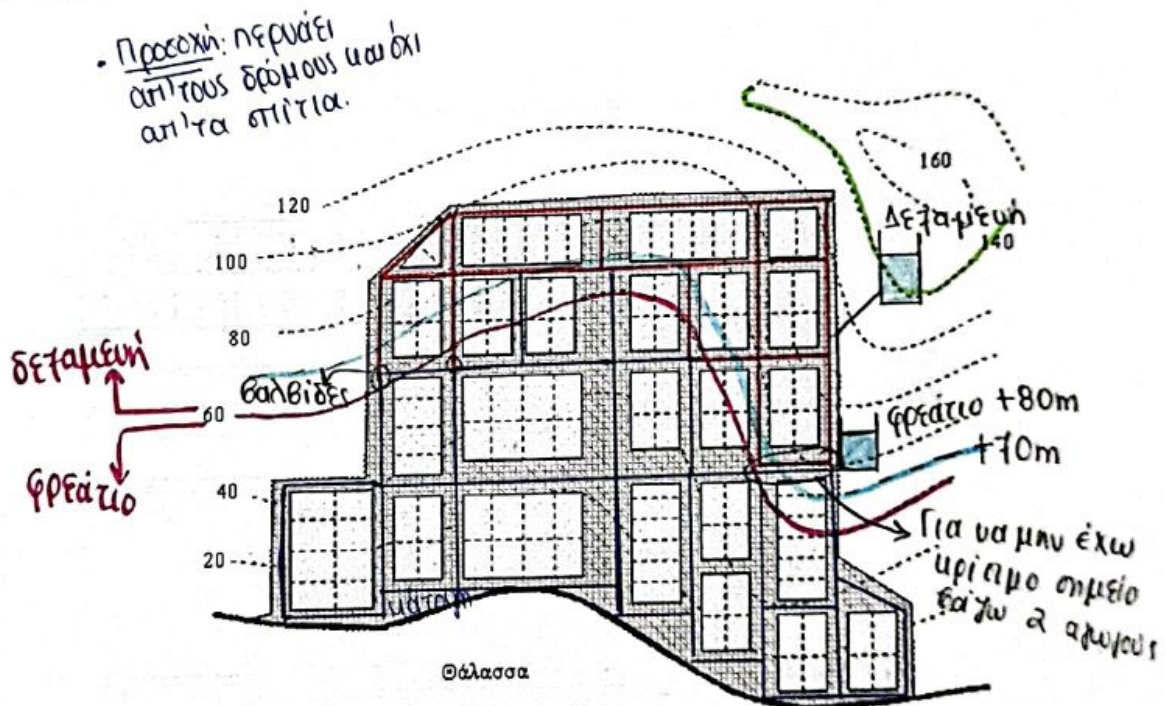 • Προσοχή: περνάει
απ'τους δρόμους και όχι
απ'τα σπίτια.
160
120
Δεξαμενή
140
100
80
δεξαμενή
βαλβίδες
60
φρεάτιο +80m
+70m
φρεάτιο
40
Για να μην έχω
κρίσιμο σημείο
βάζω 2 αγωγούς
20
Θάλασσα